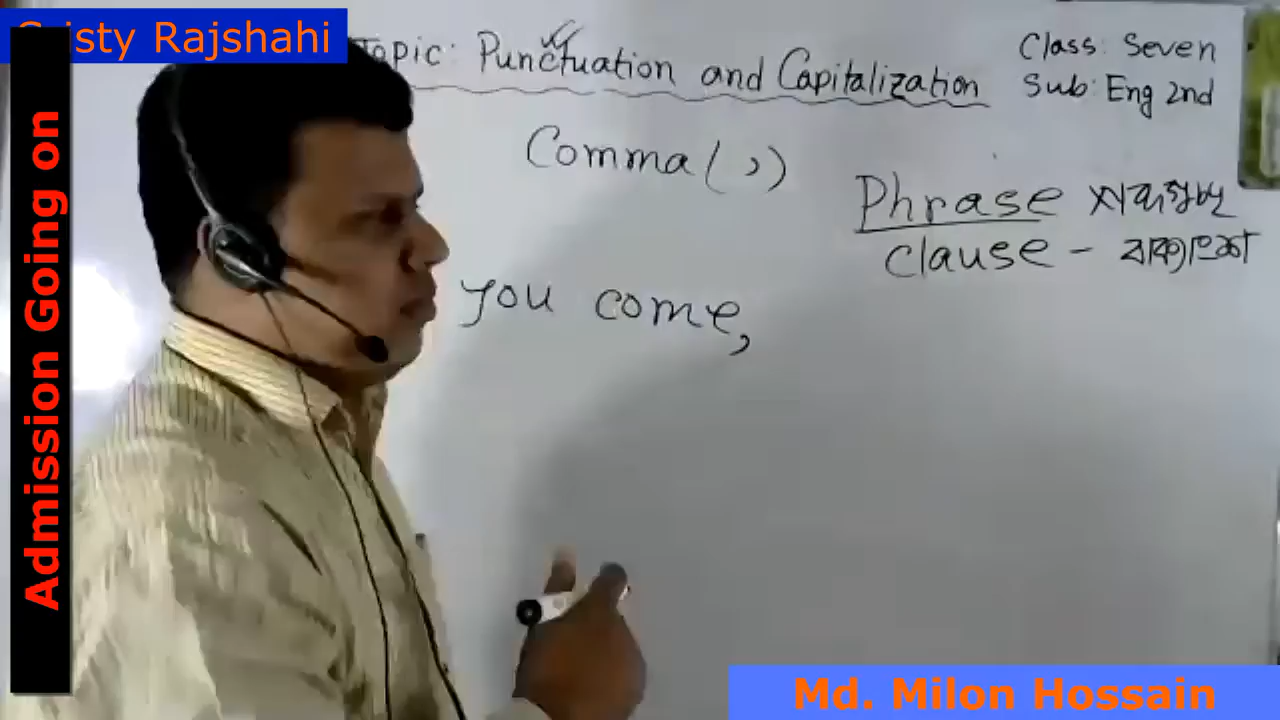 Cristy Rajshahi
Topic: Punctuation and Capitalization
Class: Seven
Sub: Eng 2nd
Comma (,)
Phrase
Clause - বাক্যাংশ
you come,
Admission Going on
Md. Milon Hossain